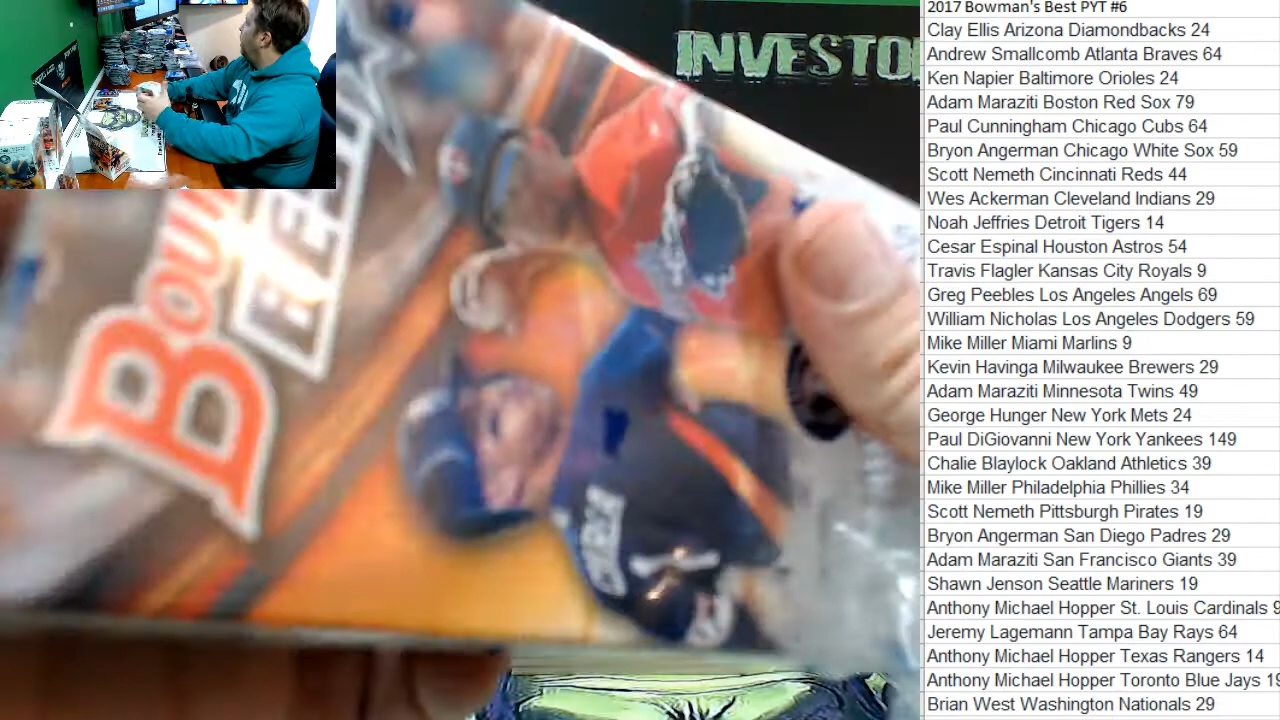 INVESTO
2017 Bowman's Best PYT #6
Clay Ellis Arizona Diamondbacks 24
Andrew Smallcomb Atlanta Braves 64
Ken Napier Baltimore Orioles 24
Adam Maraziti Boston Red Sox 79
Paul Cunningham Chicago Cubs 64
Bryon Angerman Chicago White Sox 59
Scott Nemeth Cincinnati Reds 44
Wes Ackerman Cleveland Indians 29
Noah Jeffries Detroit Tigers 14
Cesar Espinal Houston Astros 54
Travis Flagler Kansas City Royals 9
Greg Peebles Los Angeles Angels 69
William Nicholas Los Angeles Dodgers 59
Mike Miller Miami Marlins 9
Kevin Havinga Milwaukee Brewers 29
Adam Maraziti Minnesota Twins 49
George Hunger New York Mets 24
Paul DiGiovanni New York Yankees 149
Chalie Blaylock Oakland Athletics 39
Mike Miller Philadelphia Phillies 34
Scott Nemeth Pittsburgh Pirates 19
Bryon Angerman San Diego Padres 29
Adam Maraziti San Francisco Giants 39
Shawn Jenson Seattle Mariners 19
Anthony Michael Hopper St. Louis Cardinals
Jeremy Lagemann Tampa Bay Rays 64
Anthony Michael Hopper Texas Rangers 14
Anthony Michael Hopper Toronto Blue Jays 19
Brian West Washington Nationals 29